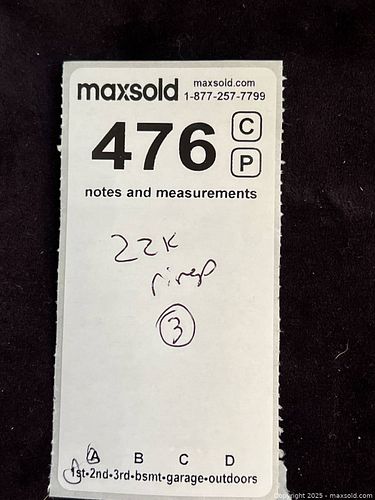 maxsold maxsold.com
1-877-257-7799
476 C
P
notes and measurements
22K
rings
3
A B C D
1st•2nd•3rd•bsmt•garage•outdoors
Copyright 2025 - maxsold.com